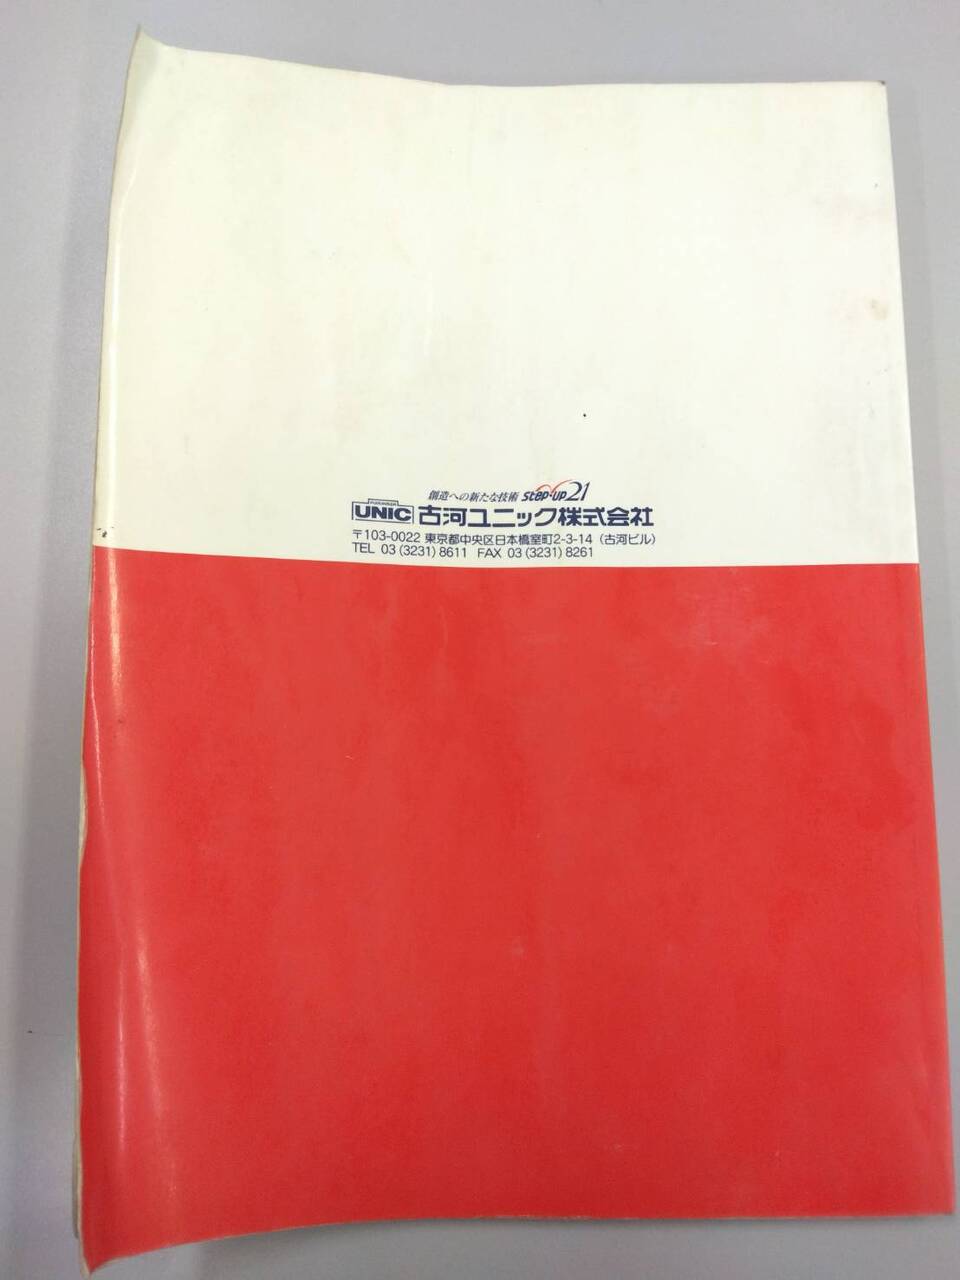 創造への新たな技術 Step·up21
UNIC 古河ユニック株式会社
〒103-0022 東京都中央区日本橋室町2-3-14（古河ビル）
TEL 03 (3231) 8611 FAX 03 (3231) 8261